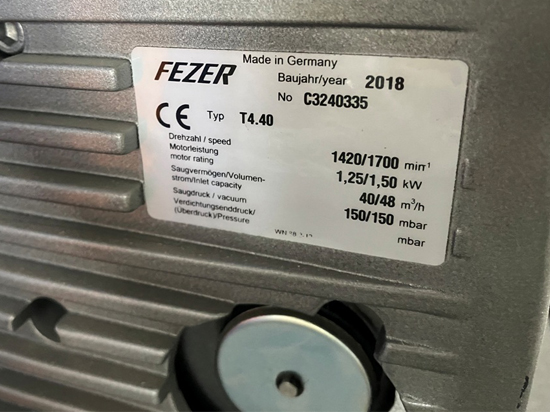 FEZER
Made in Germany
Baujahr/year 2018
No C3240335
CE Typ T4.40
Drehzahl / speed 1420/1700 min⁻¹
Motorleistung
motor rating 1,25/1,50 kW
Saugvermögen/Volumen-
strom/Inlet capacity 40/48 m³/h
Saugdruck / vacuum 150/150 mbar
Verdichtungsenddruck/
(Überdruck)/Pressure mbar
WN